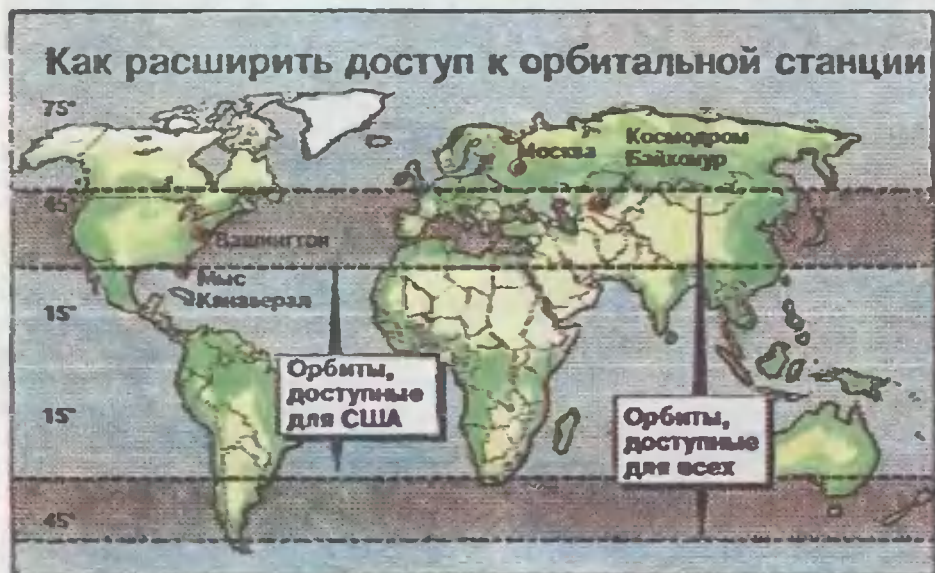 Как расширить доступ к орбитальной станции
75°
Космодром
Байконур
Москва
45°
Вашингтон
Мыс
Канаверал
15°
Орбиты,
доступные
для США
15°
Орбиты,
доступные
для всех
45°